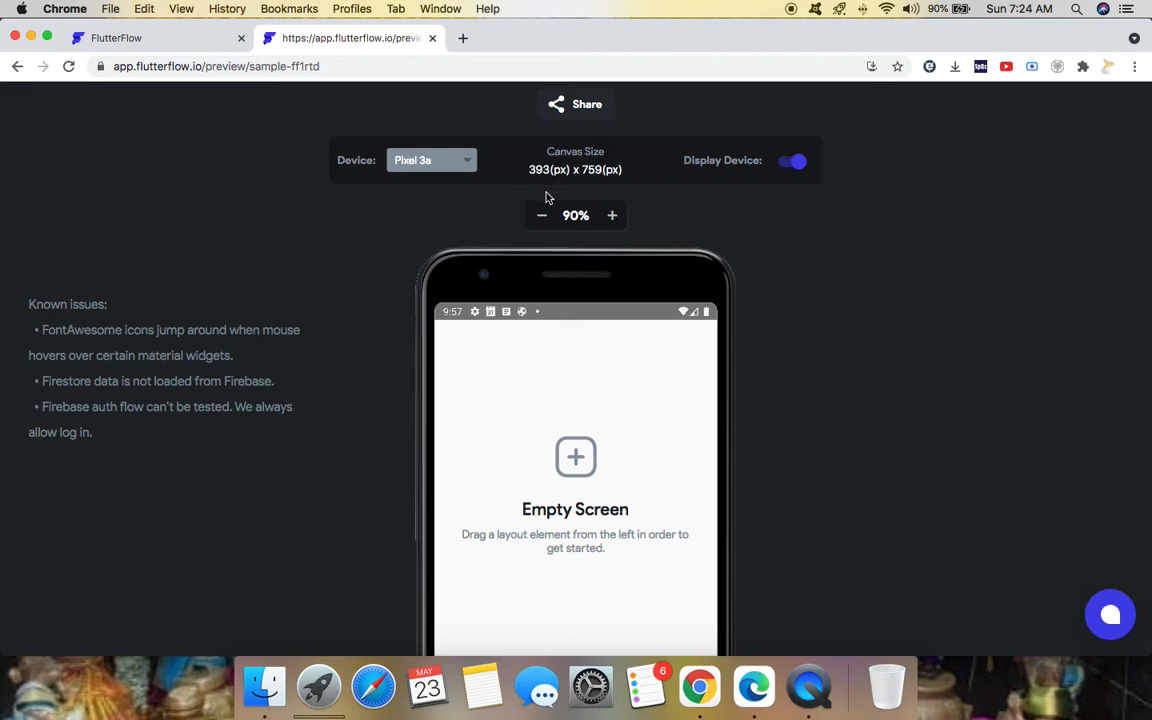 Chrome File Edit View History Bookmarks Profiles Tab Window Help 90% Sun 7:24 AM
FlutterFlow https://app.flutterflow.io/previ
app.flutterflow.io/preview/sample-ff1rtd
Share
Device: Pixel 3a Canvas Size Display Device:
393(px) x 759(px)
90%
9:57
Known issues:
• FontAwesome icons jump around when mouse
hovers over certain material widgets.
• Firestore data is not loaded from Firebase.
• Firebase auth flow can't be tested. We always
allow log in.
Empty Screen
Drag a layout element from the left in order to
get started.
MAY
23
6